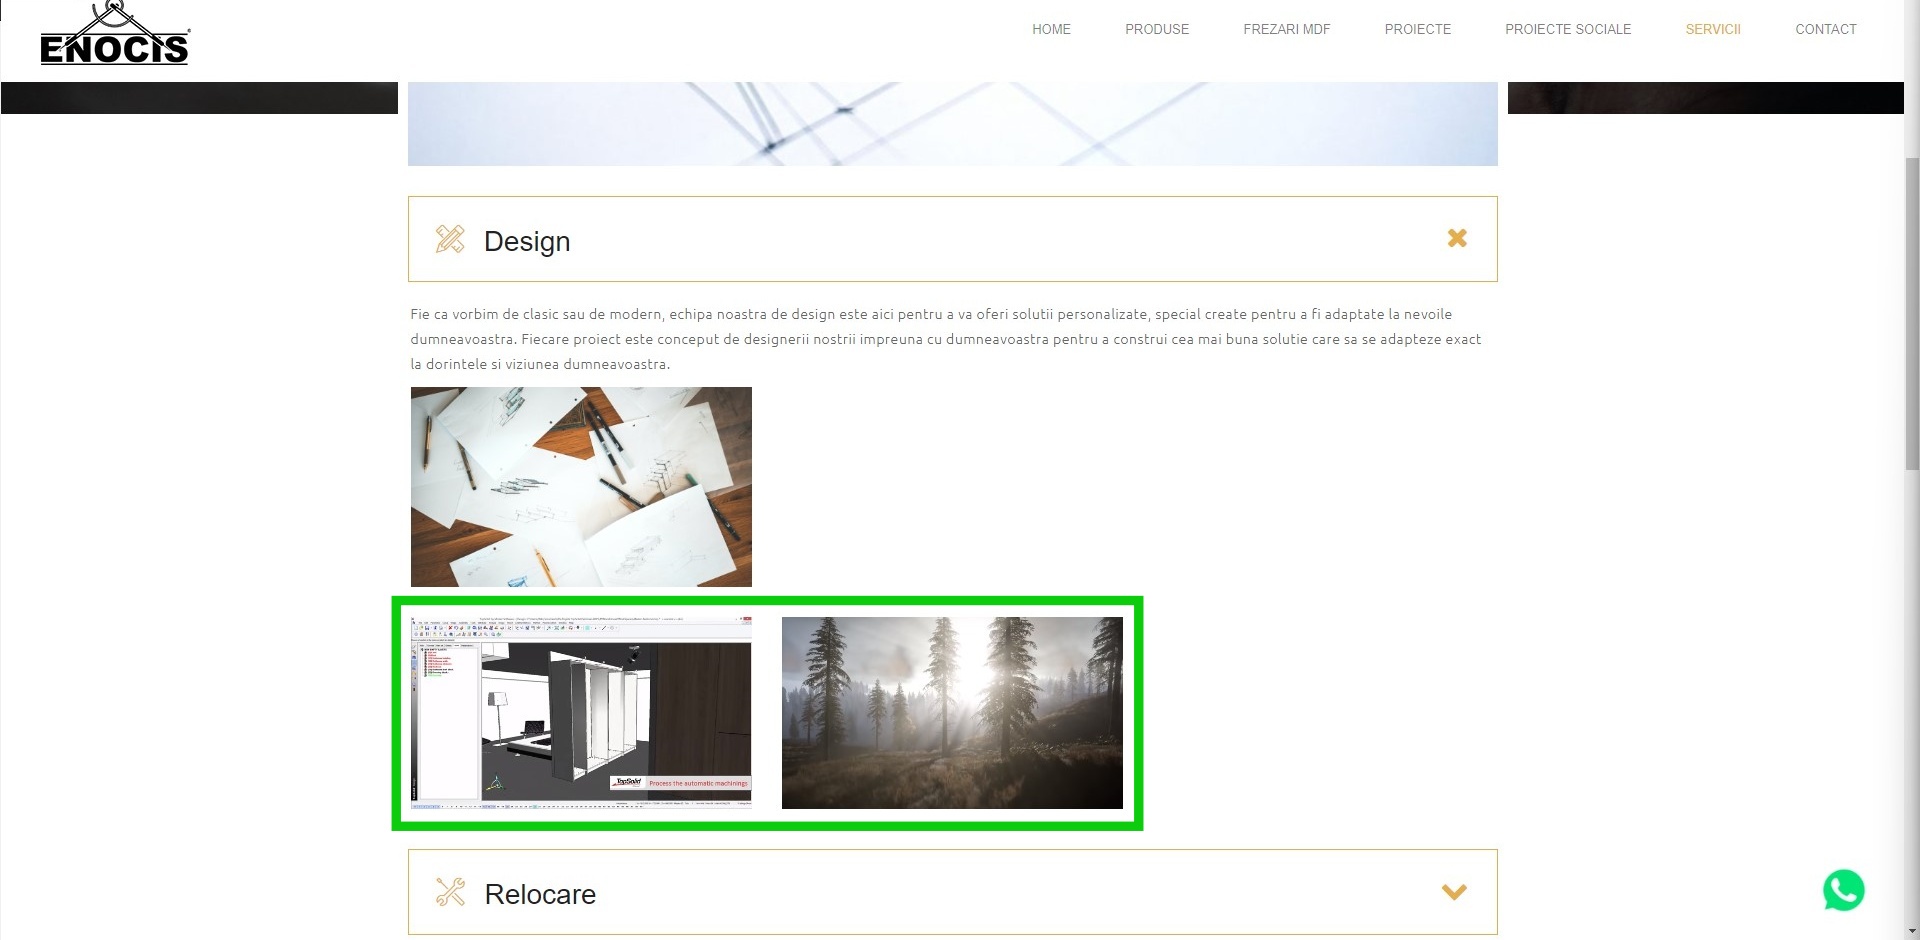 ENOCIS
HOME PRODUSE FREZARI MDF PROIECTE PROIECTE SOCIALE SERVICII CONTACT
Design
Fie ca vorbim de clasic sau de modern, echipa noastra de design este aici pentru a va oferi solutii personalizate, special create pentru a fi adaptate la nevoile
dumneavoastra. Fiecare proiect este conceput de designerii nostrii impreuna cu dumneavoastra pentru a construi cea mai buna solutie care sa se adapteze exact
la dorintele si viziunea dumneavoastra.
TopSolid Process the automatic machinings
Relocare